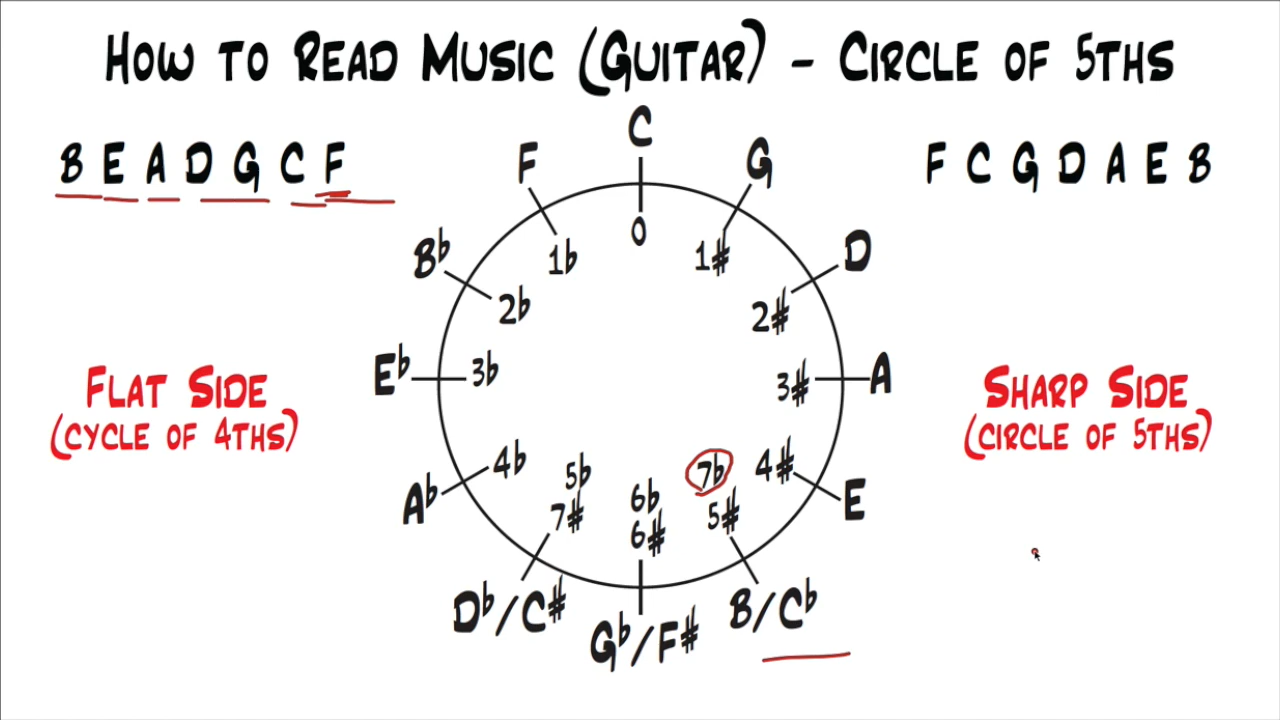 How to Read Music (Guitar) - Circle of 5ths
B E A D G C F
F C G D A E B
C
F
G
0
1b
1#
Bb
D
2b
2#
Eb
3b
3#
A
Flat Side
(cycle of 4ths)
Sharp Side
(circle of 5ths)
Ab
4b
5b
7#
6b
6#
7b
5#
4#
E
Db/C#
Gb/F#
B/Cb